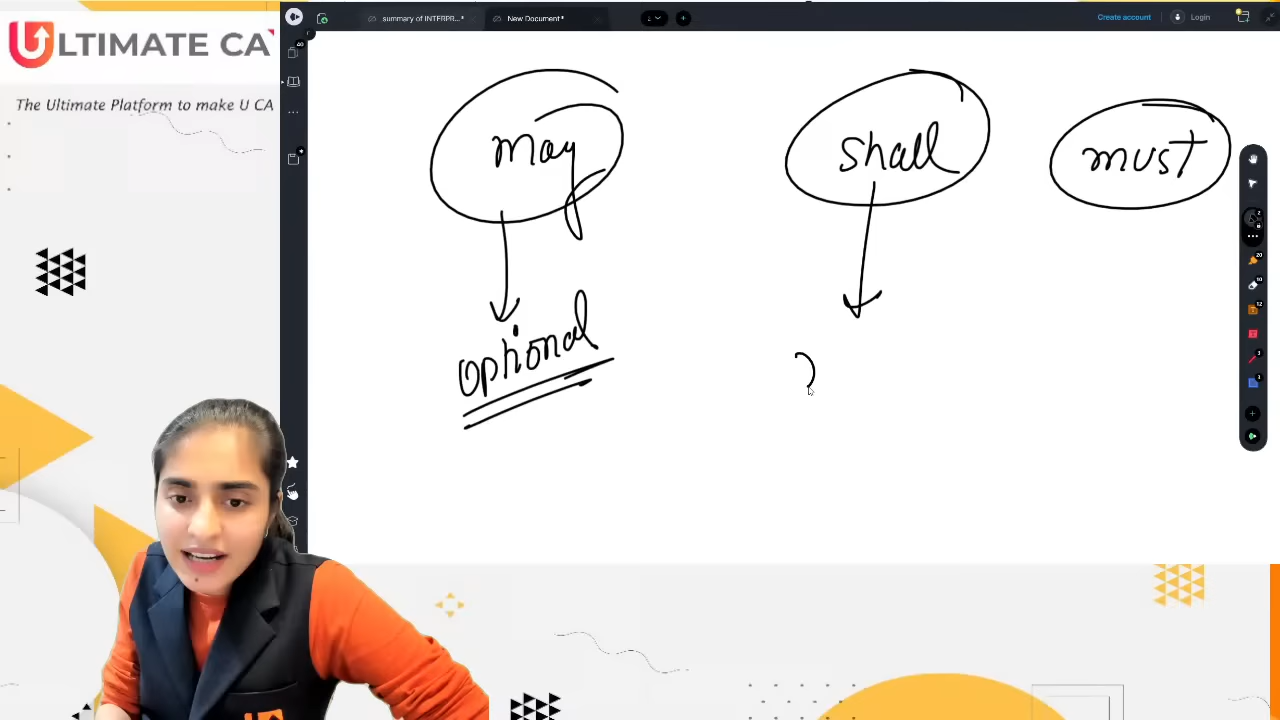 ULTIMATE CA
The Ultimate Platform to make U CA
summary of INTERPR... *
New Document*
Create account
Login
may
shall
must
optional